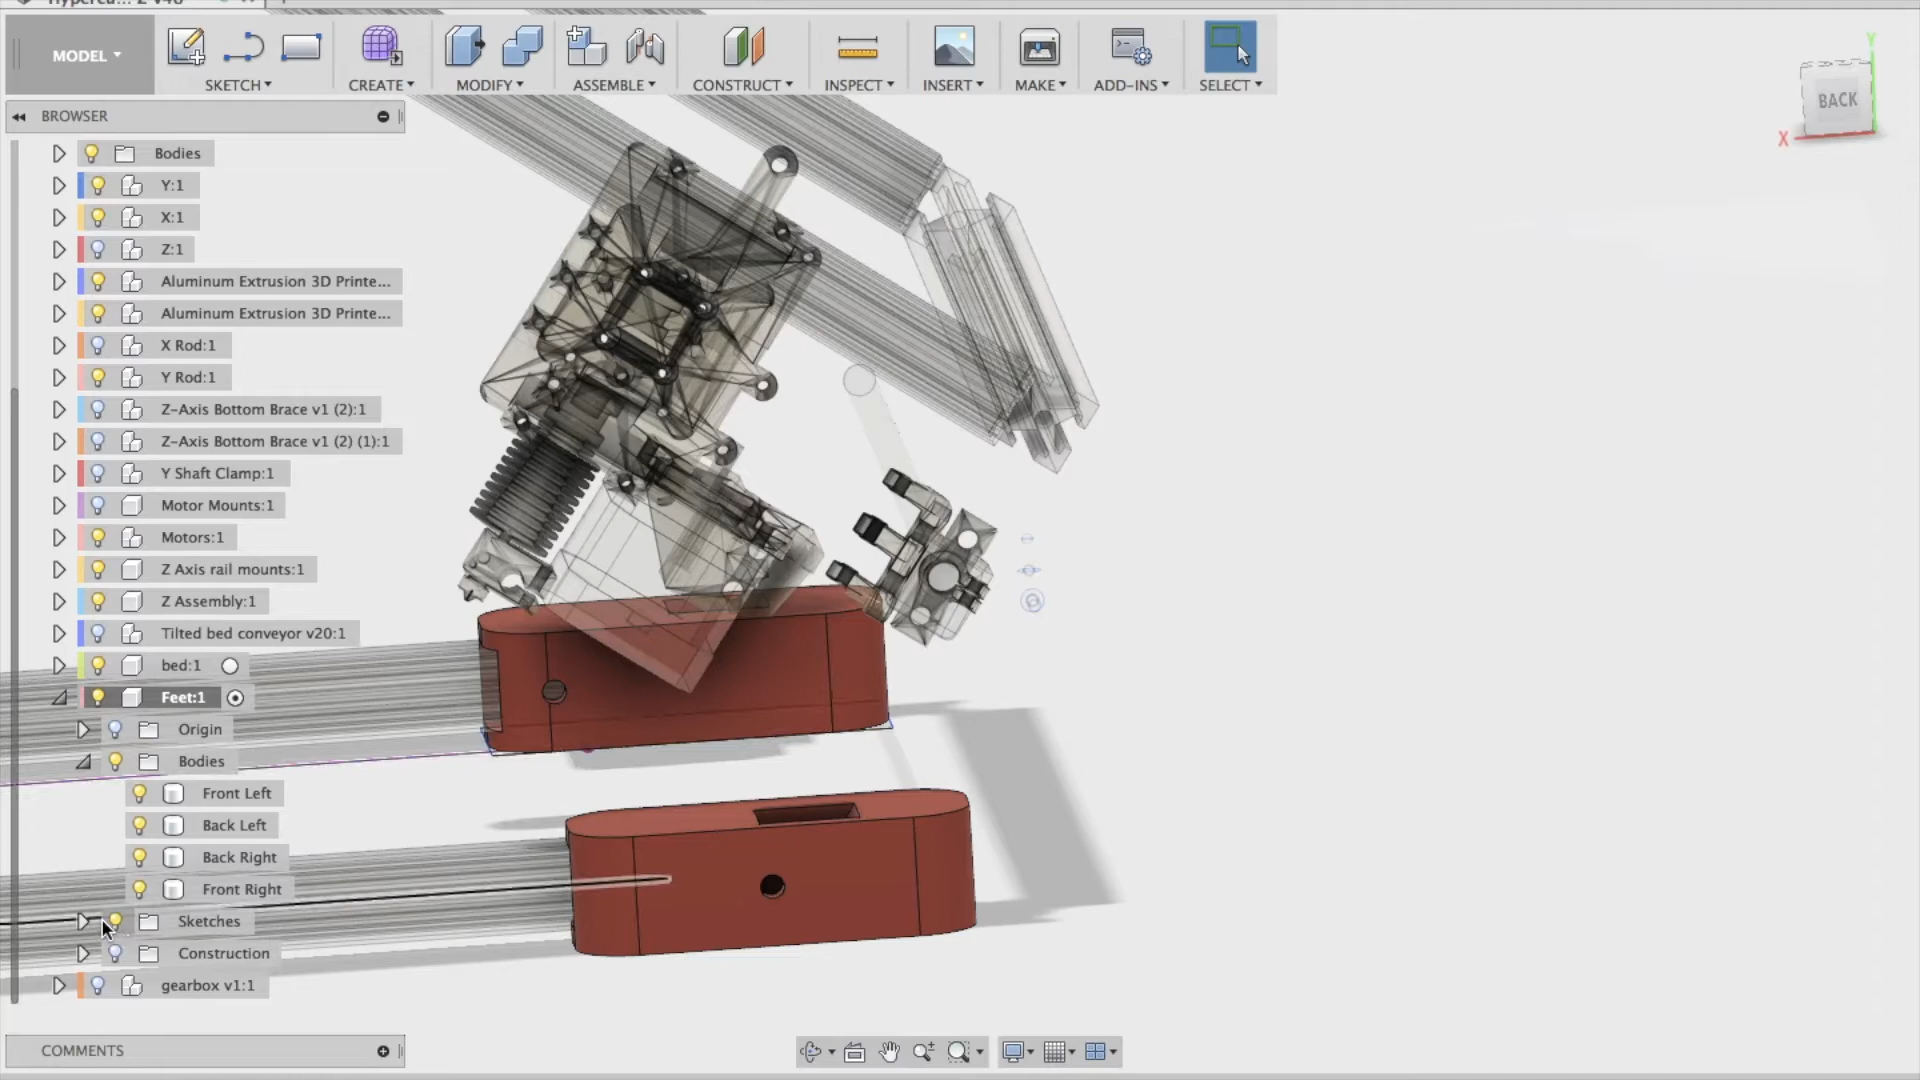 MODEL
SKETCH
CREATE
MODIFY
ASSEMBLE
CONSTRUCT
INSPECT
INSERT
MAKE
ADD-INS
SELECT
BROWSER
Bodies
Y:1
X:1
Z:1
Aluminum Extrusion 3D Printe...
Aluminum Extrusion 3D Printe...
X Rod:1
Y Rod:1
Z-Axis Bottom Brace v1 (2):1
Z-Axis Bottom Brace v1 (2) (1):1
Y Shaft Clamp:1
Motor Mounts:1
Motors:1
Z Axis rail mounts:1
Z Assembly:1
Tilted bed conveyor v20:1
bed:1
Feet:1
Origin
Bodies
Front Left
Back Left
Back Right
Front Right
Sketches
Construction
gearbox v1:1
COMMENTS
Y
BACK
X